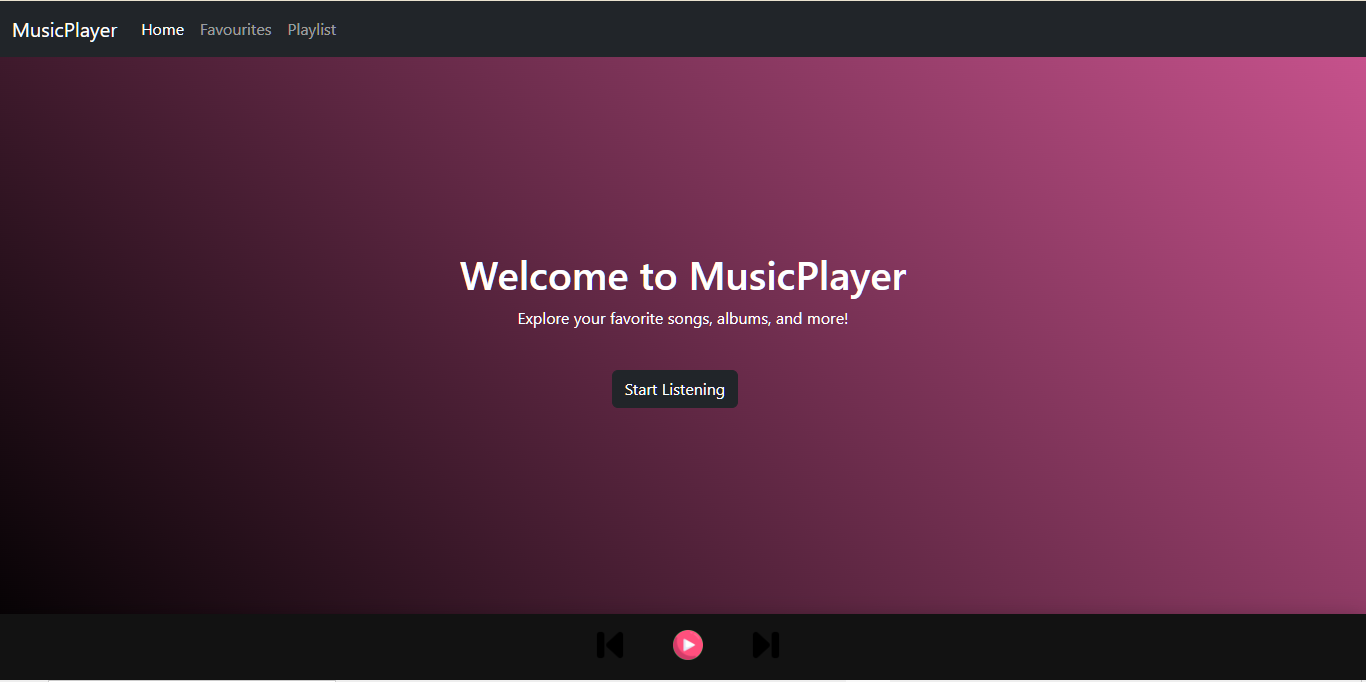 MusicPlayer Home Favourites Playlist
Welcome to MusicPlayer
Explore your favorite songs, albums, and more!
Start Listening